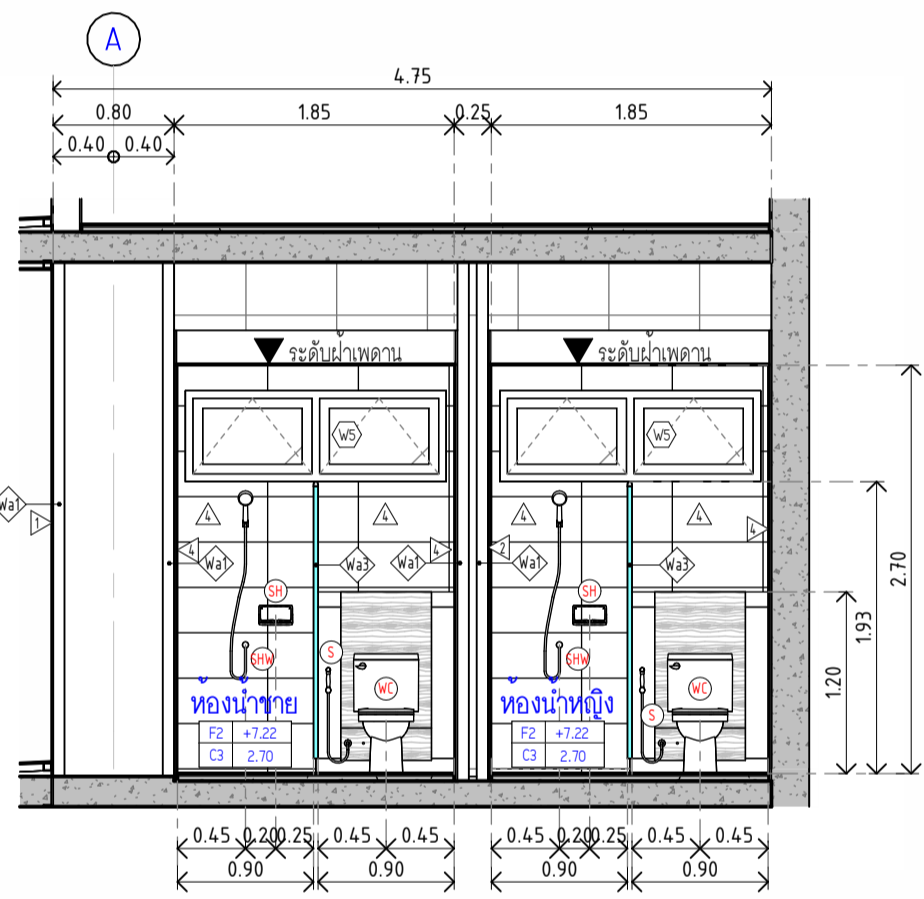 A
4.75
0.80 1.85 0.25 1.85
0.40 0.40
ระดับฝ้าเพดาน ระดับฝ้าเพดาน
W5 W5
Wa1 1 4 4 4 4 4
4 Wa1 Wa3 Wa1 4 2 Wa1 Wa3
SH SH
SHW S SHW
WC WC
S
ห้องน้ำชาย ห้องน้ำหญิง
F2 +7.22 F2 +7.22
C3 2.70 C3 2.70
1.20 1.93 2.70
0.45 0.20 0.25 0.45 0.45 0.45 0.20 0.25 0.45 0.45
0.90 0.90 0.90 0.90